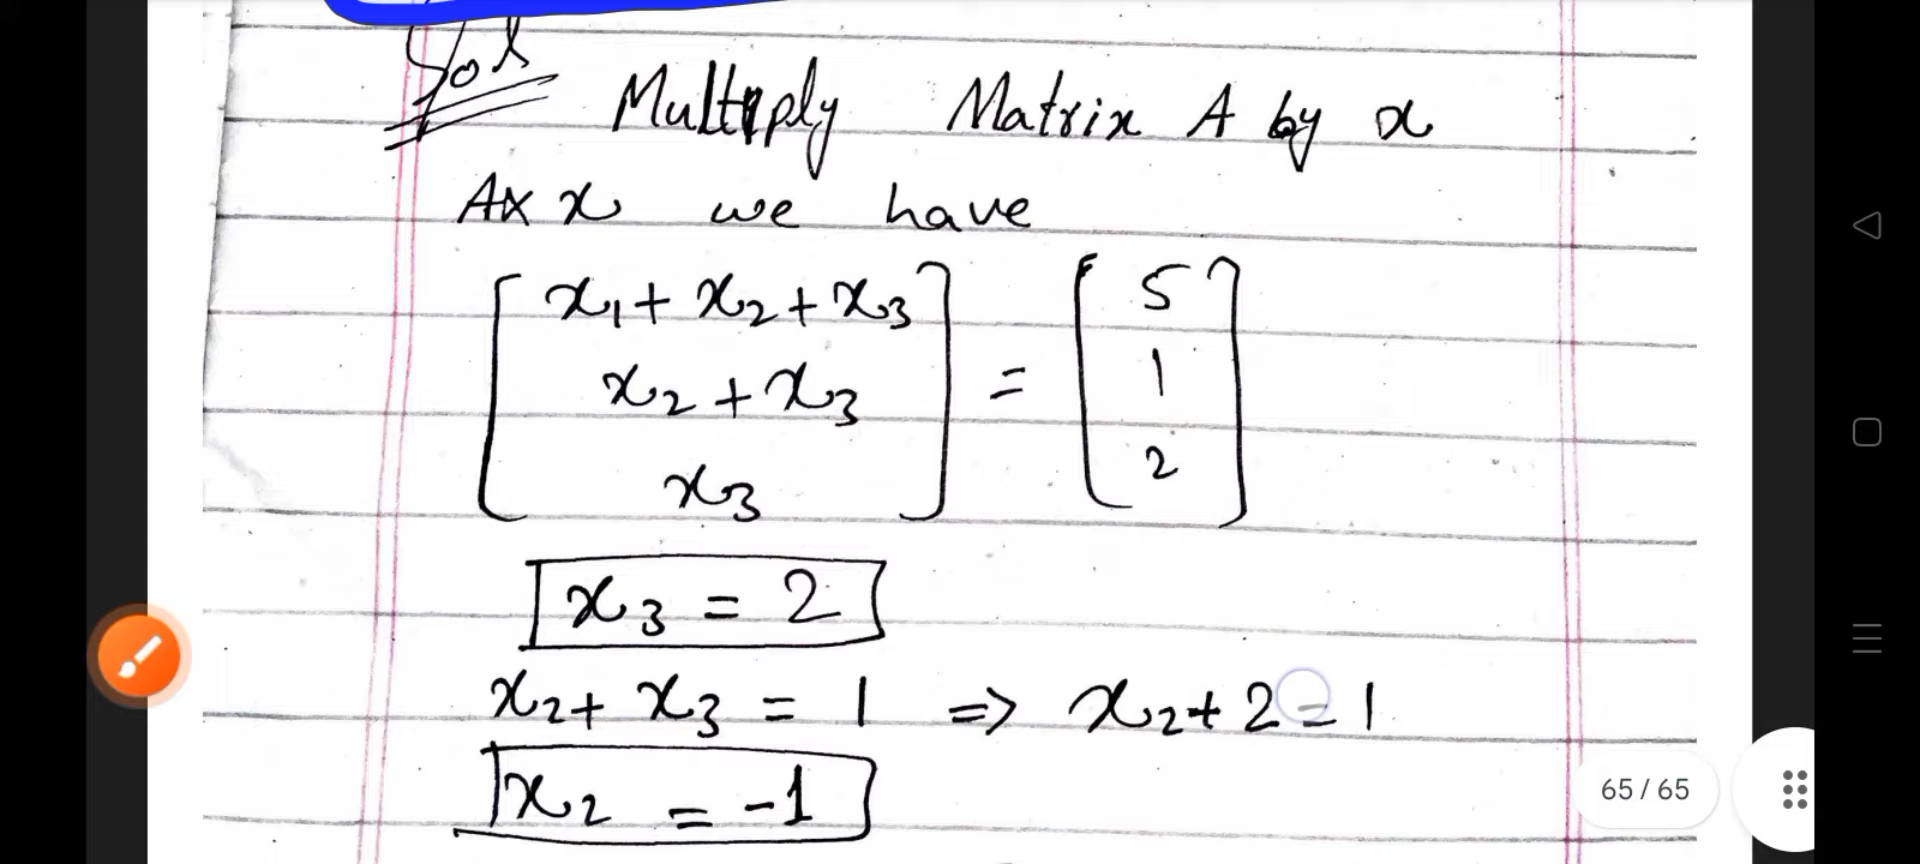 Sol
Multiply Matrix A by x
A× x we have
[ x₁ + x₂ + x₃ ] = [ 5 ]
[ x₂ + x₃ ] [ 1 ]
[ x₃ ] [ 2 ]
x₃ = 2
x₂ + x₃ = 1 => x₂ + 2 = 1
x₂ = -1
65 / 65